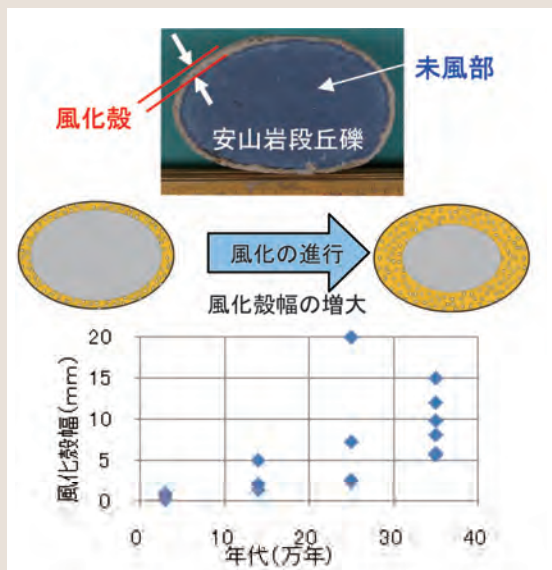 風化殻
未風部
安山岩段丘礫
風化の進行
風化殻幅の増大
風化殻幅(mm)
20
15
10
5
0
0 10 20 30 40
年代(万年)